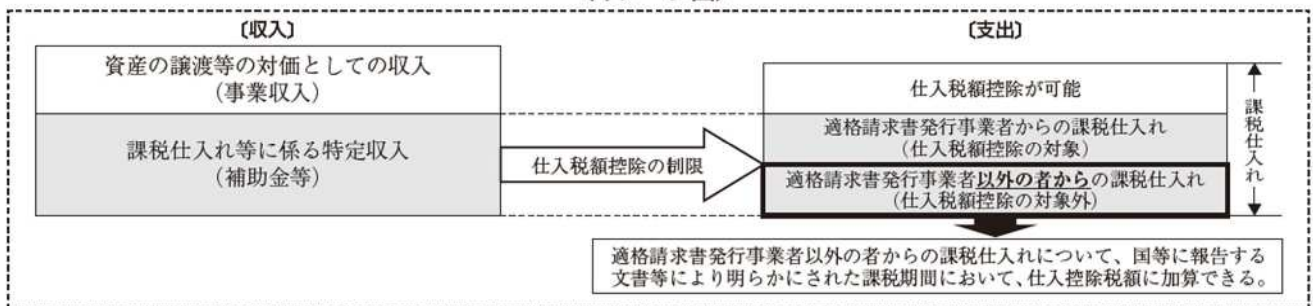 〔収入〕
資産の譲渡等の対価としての収入
(事業収入)
課税仕入れ等に係る特定収入
(補助金等)
仕入税額控除の制限
〔支出〕
仕入税額控除が可能
適格請求書発行事業者からの課税仕入れ
(仕入税額控除の対象)
適格請求書発行事業者以外の者からの課税仕入れ
(仕入税額控除の対象外)
課税仕入れ
適格請求書発行事業者以外の者からの課税仕入れについて、国等に報告する
文書等により明らかにされた課税期間において、仕入控除税額に加算できる。